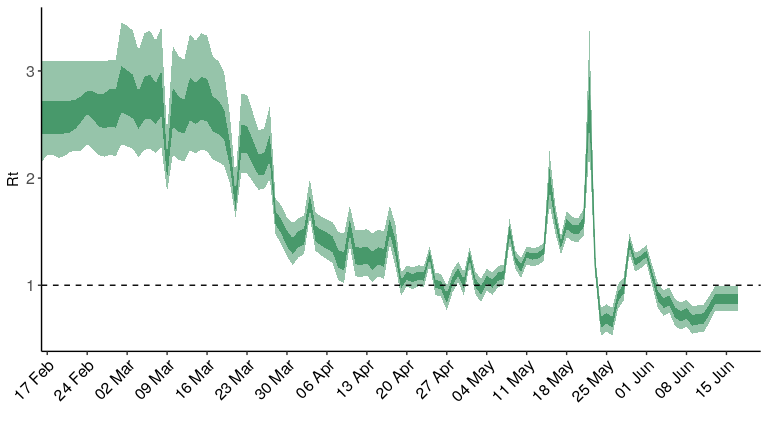 Rt
3
2
1
17 Feb
24 Feb
02 Mar
09 Mar
16 Mar
23 Mar
30 Mar
06 Apr
13 Apr
20 Apr
27 Apr
04 May
11 May
18 May
25 May
01 Jun
08 Jun
15 Jun